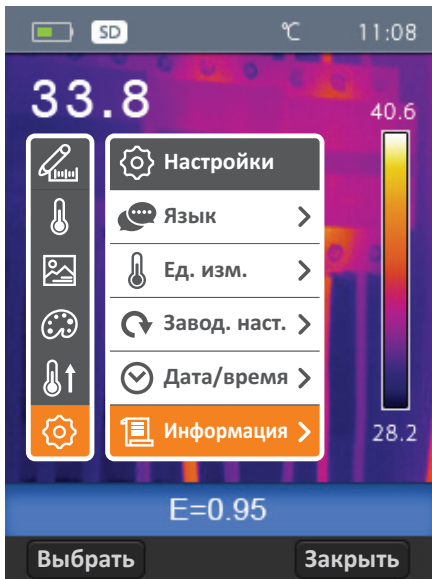 SD ℃ 11:08
33.8
40.6
Настройки
Язык
Ед. изм.
Завод. наст.
Дата/время
Информация
28.2
E=0.95
Выбрать Закрыть